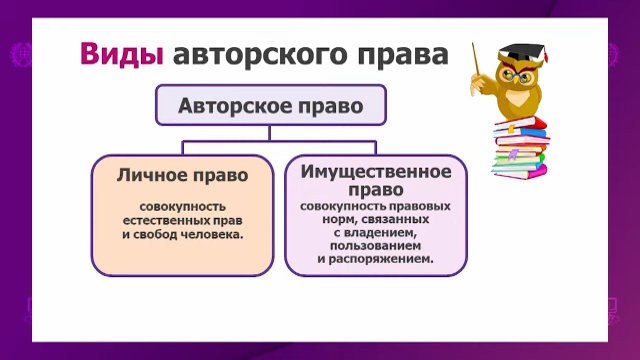 Виды авторского права
Авторское право
Личное право
совокупность
естественных прав
и свобод человека.
Имущественное
право
совокупность правовых
норм, связанных
с владением,
пользованием
и распоряжением.